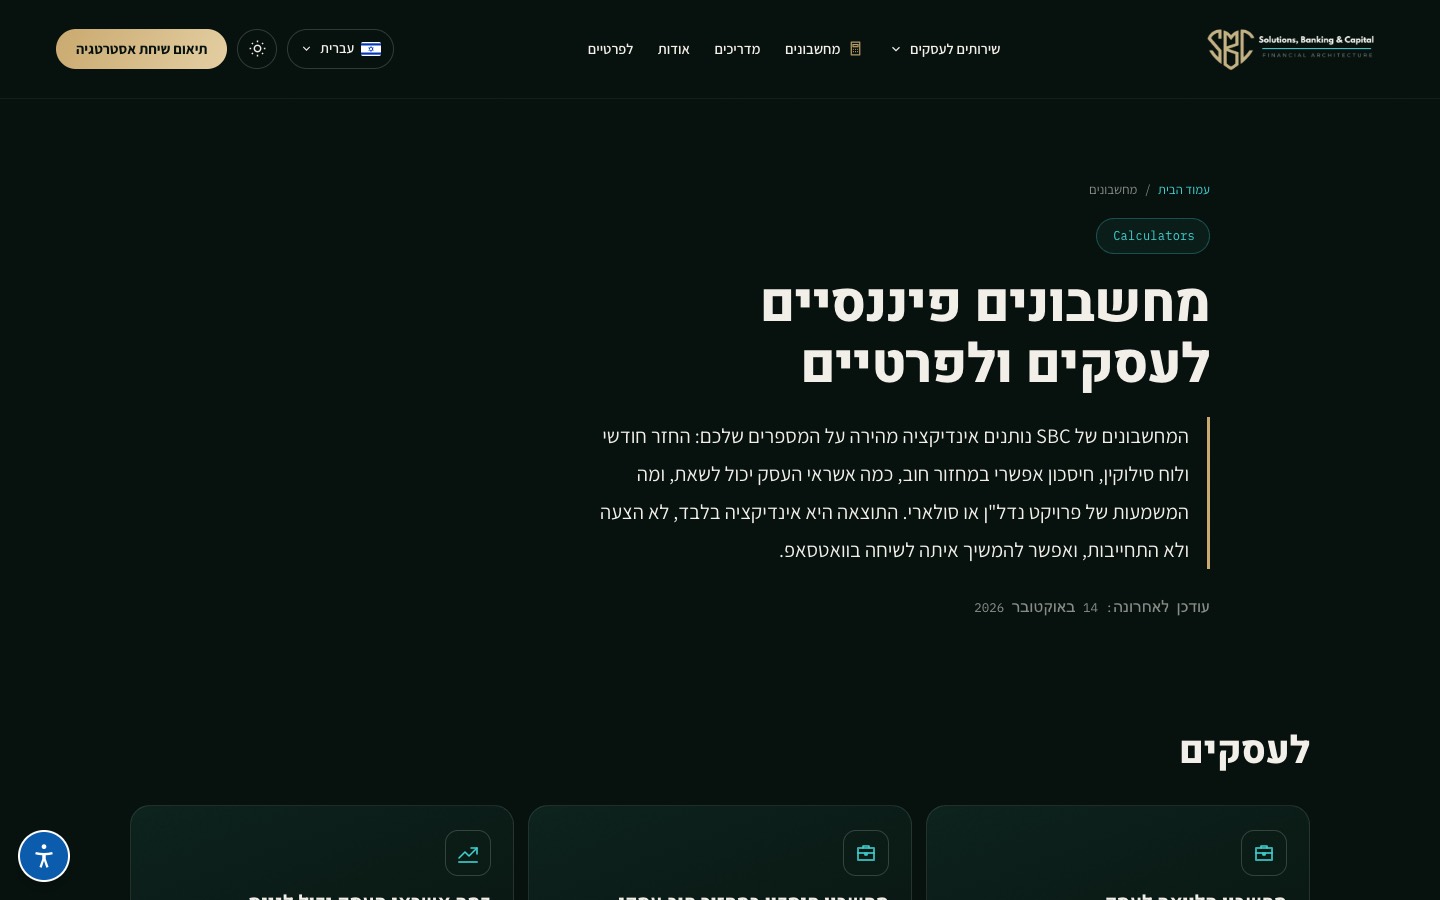 SBC
Solutions, Banking & Capital
FINANCIAL ARCHITECTURE
שירותים לעסקים
מחשבונים
מדריכים
אודות
לפרטיים
עברית
תיאום שיחת אסטרטגיה
עמוד הבית / מחשבונים
Calculators
מחשבונים פיננסיים
לעסקים ולפרטיים
המחשבונים של SBC נותנים אינדיקציה מהירה על המספרים שלכם: החזר חודשי
ולוח סילוקין, חיסכון אפשרי במחזור חוב, כמה אשראי העסק יכול לשאת, ומה
המשמעות של פרויקט נדל"ן או סולארי. התוצאה היא אינדיקציה בלבד, לא הצעה
ולא התחייבות, ואפשר להמשיך איתה לשיחה בוואטסאפ.
עודכן לאחרונה: 14 באוקטובר 2026
לעסקים